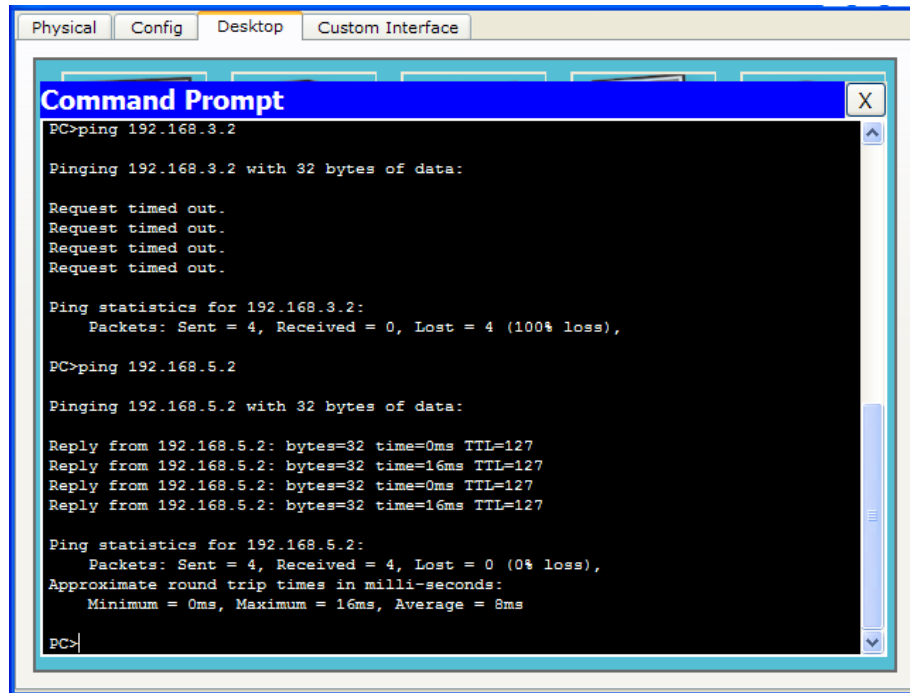 Physical Config Desktop Custom Interface
Command Prompt X
PC>ping 192.168.3.2
Pinging 192.168.3.2 with 32 bytes of data:
Request timed out.
Request timed out.
Request timed out.
Request timed out.
Ping statistics for 192.168.3.2:
Packets: Sent = 4, Received = 0, Lost = 4 (100% loss),
PC>ping 192.168.5.2
Pinging 192.168.5.2 with 32 bytes of data:
Reply from 192.168.5.2: bytes=32 time=0ms TTL=127
Reply from 192.168.5.2: bytes=32 time=16ms TTL=127
Reply from 192.168.5.2: bytes=32 time=0ms TTL=127
Reply from 192.168.5.2: bytes=32 time=16ms TTL=127
Ping statistics for 192.168.5.2:
Packets: Sent = 4, Received = 4, Lost = 0 (0% loss),
Approximate round trip times in milli-seconds:
Minimum = 0ms, Maximum = 16ms, Average = 8ms
PC>